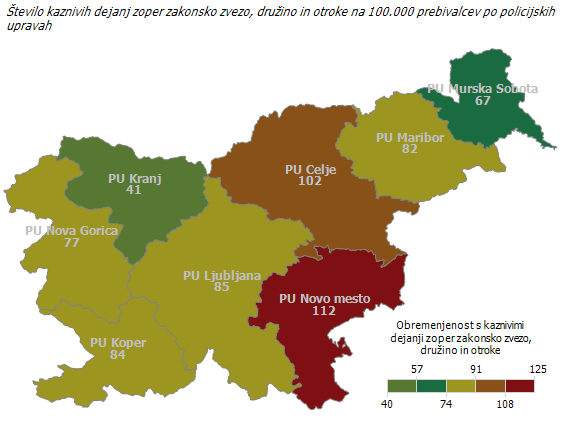 Število kaznivih dejanj zoper zakonsko zvezo, družino in otroke na 100.000 prebivalcev po policijskih
upravah
PU Murska Sobota
67
PU Maribor
82
PU Celje
102
PU Kranj
41
PU Nova Gorica
77
PU Ljubljana
85
PU Novo mesto
112
PU Koper
84
Obremenjenost s kaznivimi
dejanji zoper zakonsko zvezo,
družino in otroke
57 91 125
40 74 108